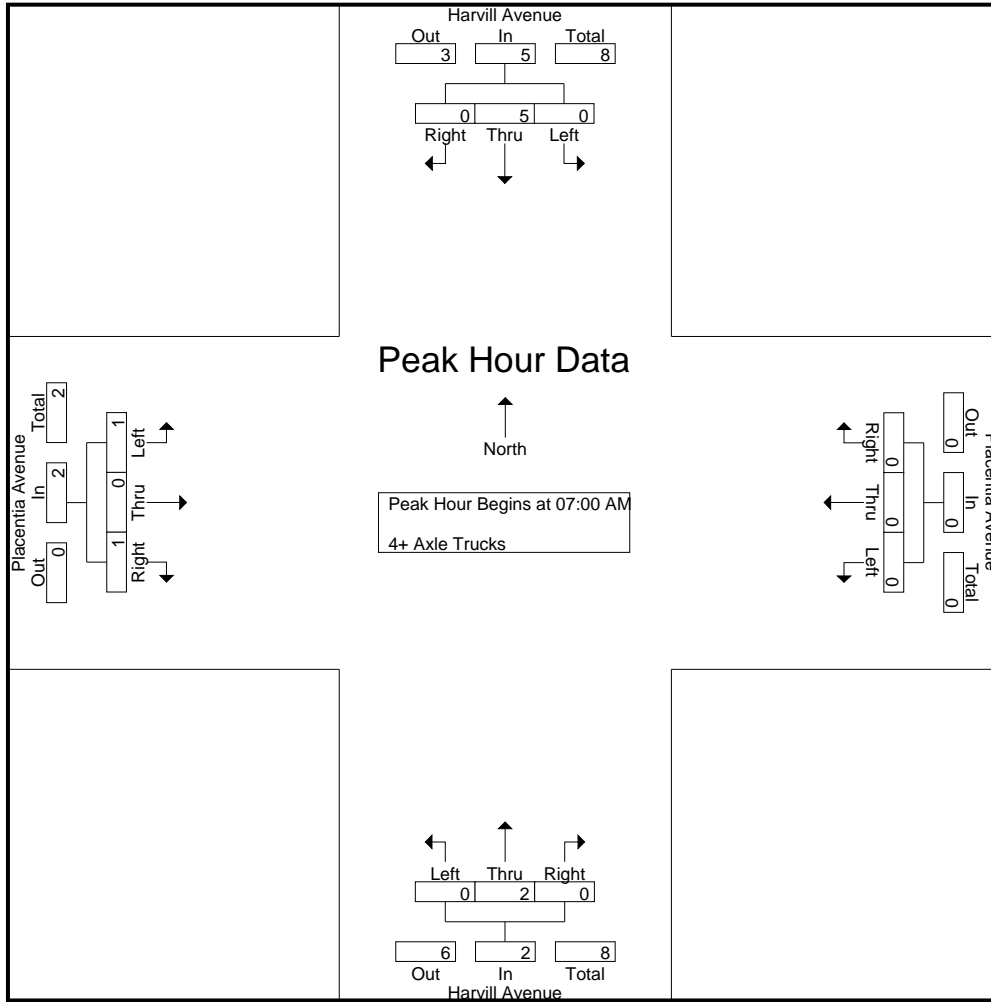 Harvill Avenue
Out In Total
3 5 8
0 5 0
Right Thru Left
Peak Hour Data
North
Peak Hour Begins at 07:00 AM
4+ Axle Trucks
Placentia Avenue
Out In Total
0 2 2
1 0 1
Right Thru Left
Right Thru Left
0 0 0
Out In Total
0 0 0
Placentia Avenue
Left Thru Right
0 2 0
6 2 8
Out In Total
Harvill Avenue